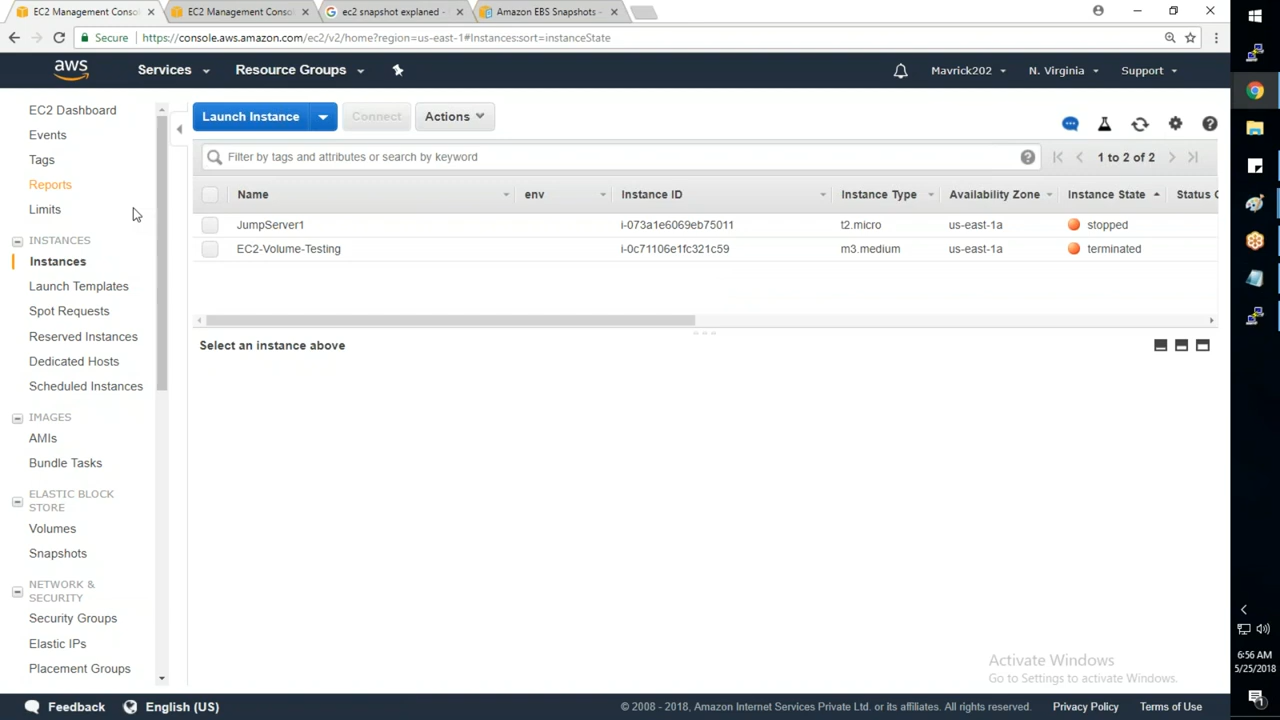 EC2 Management Conso
EC2 Management Conso
ec2 snapshot explaned -
Amazon EBS Snapshots -
Secure
https://console.aws.amazon.com/ec2/v2/home?region=us-east-1#Instances:sort=instanceState
aws
Services
Resource Groups
Mavrick202
N. Virginia
Support
EC2 Dashboard
Events
Tags
Reports
Limits
INSTANCES
Instances
Launch Templates
Spot Requests
Reserved Instances
Dedicated Hosts
Scheduled Instances
IMAGES
AMIs
Bundle Tasks
ELASTIC BLOCK
STORE
Volumes
Snapshots
NETWORK &
SECURITY
Security Groups
Elastic IPs
Placement Groups
Launch Instance
Connect
Actions
Filter by tags and attributes or search by keyword
1 to 2 of 2
Name env Instance ID Instance Type Availability Zone Instance State Status C
JumpServer1 i-073a1e6069eb75011 t2.micro us-east-1a stopped
EC2-Volume-Testing i-0c71106e1fc321c59 m3.medium us-east-1a terminated
Select an instance above
Activate Windows
Go to Settings to activate Windows.
6:56 AM
5/25/2018
1
Feedback
English (US)
© 2008 - 2018, Amazon Internet Services Private Ltd. or its affiliates. All rights reserved.
Privacy Policy
Terms of Use